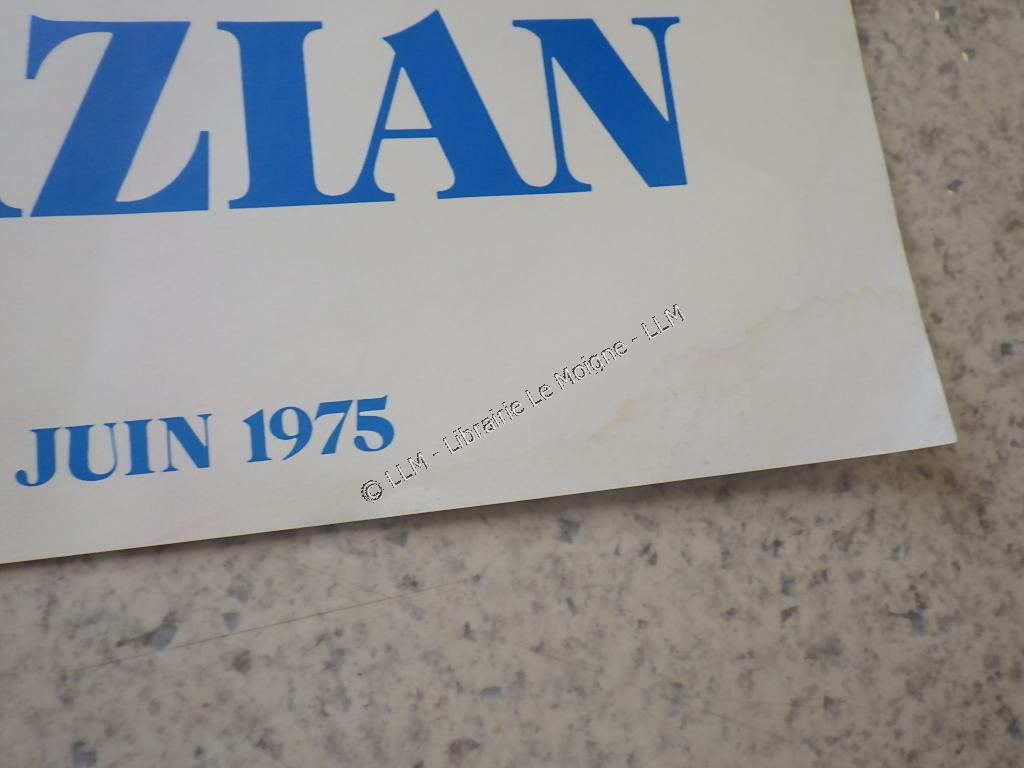 ZIAN
JUIN 1975
© LLM - Librairie Le Moigne - LLM